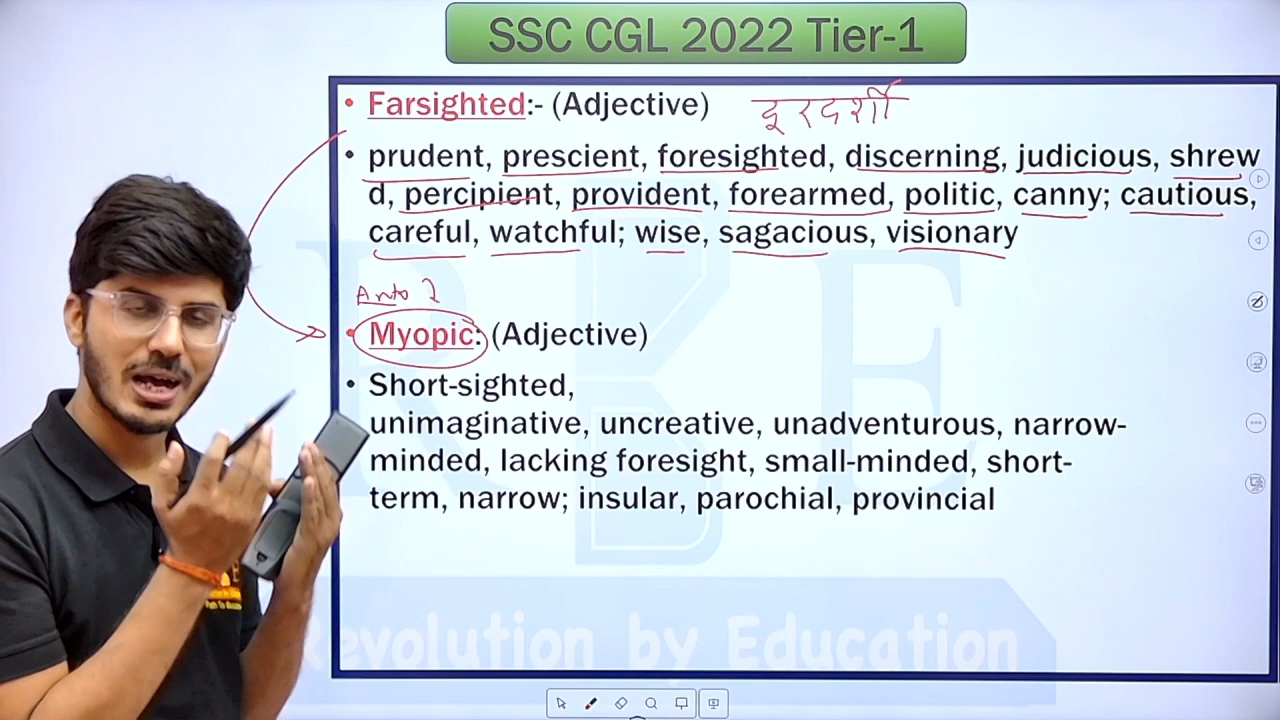 SSC CGL 2022 Tier-1
• Farsighted:- (Adjective) दूरदर्शी
• prudent, prescient, foresighted, discerning, judicious, shrew
d, percipient, provident, forearmed, politic, canny; cautious,
careful, watchful; wise, sagacious, visionary
• Myopic: (Adjective)
• Short-sighted,
unimaginative, uncreative, unadventurous, narrow-
minded, lacking foresight, small-minded, short-
term, narrow; insular, parochial, provincial
Revolution by Education